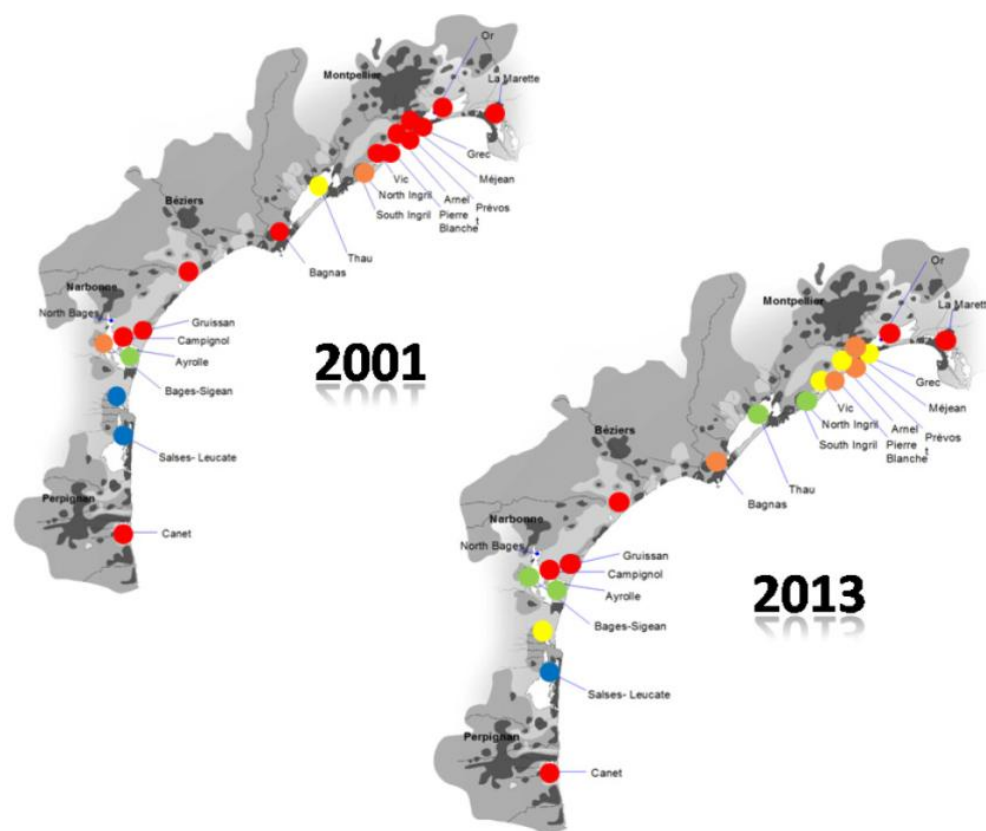 Or
Montpellier
La Marette
Grec
Méjean
Vic
North Ingril
Arnel
Prévos
t
South Ingril
Pierre
Blanche
Béziers
Thau
Bagnas
Narbonne
North Bages
Gruissan
Campignol
Ayrolle
2001
Bages-Sigean
Salses- Leucate
Perpignan
Canet
Or
Montpellier
La Marette
Grec
Méjean
Vic
North Ingril
Arnel
Prévos
t
South Ingril
Pierre
Blanche
Béziers
Thau
Bagnas
Narbonne
North Bages
Gruissan
Campignol
Ayrolle
2013
Bages-Sigean
Salses- Leucate
Perpignan
Canet